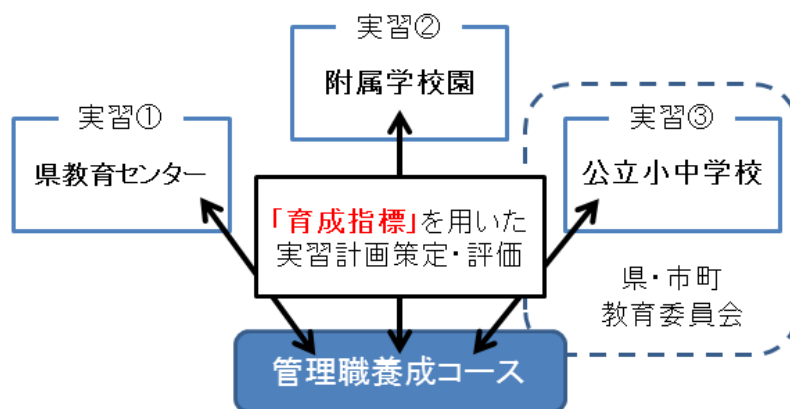 実習②
附属学校園
実習①
県教育センター
実習③
公立小中学校
「育成指標」を用いた
実習計画策定・評価
県・市町
教育委員会
管理職養成コース